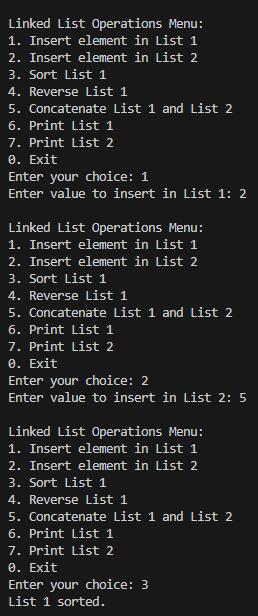 Linked List Operations Menu:
1. Insert element in List 1
2. Insert element in List 2
3. Sort List 1
4. Reverse List 1
5. Concatenate List 1 and List 2
6. Print List 1
7. Print List 2
0. Exit
Enter your choice: 1
Enter value to insert in List 1: 2

Linked List Operations Menu:
1. Insert element in List 1
2. Insert element in List 2
3. Sort List 1
4. Reverse List 1
5. Concatenate List 1 and List 2
6. Print List 1
7. Print List 2
0. Exit
Enter your choice: 2
Enter value to insert in List 2: 5

Linked List Operations Menu:
1. Insert element in List 1
2. Insert element in List 2
3. Sort List 1
4. Reverse List 1
5. Concatenate List 1 and List 2
6. Print List 1
7. Print List 2
0. Exit
Enter your choice: 3
List 1 sorted.